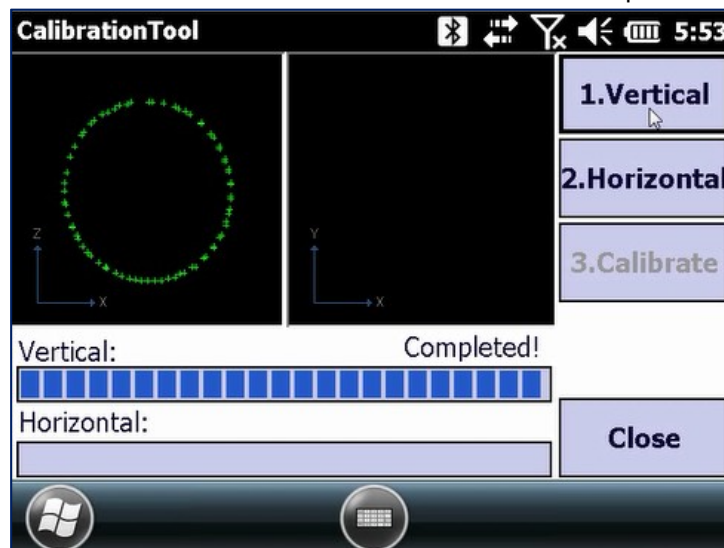 CalibrationTool 5:53
1.Vertical
2.Horizontal
3.Calibrate
Z
X
Y
X
Vertical: Completed!
Horizontal:
Close